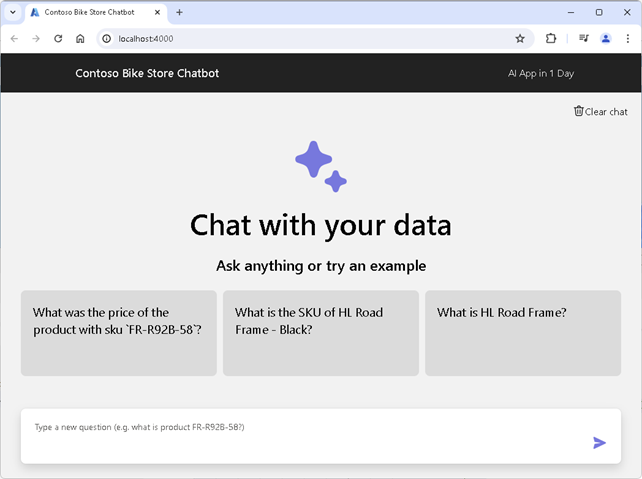 Contoso Bike Store Chatbot
localhost:4000
Contoso Bike Store Chatbot
AI App in 1 Day
Clear chat
Chat with your data
Ask anything or try an example
What was the price of the
product with sku `FR-R92B-58`?
What is the SKU of HL Road
Frame - Black?
What is HL Road Frame?
Type a new question (e.g. what is product FR-R92B-58?)